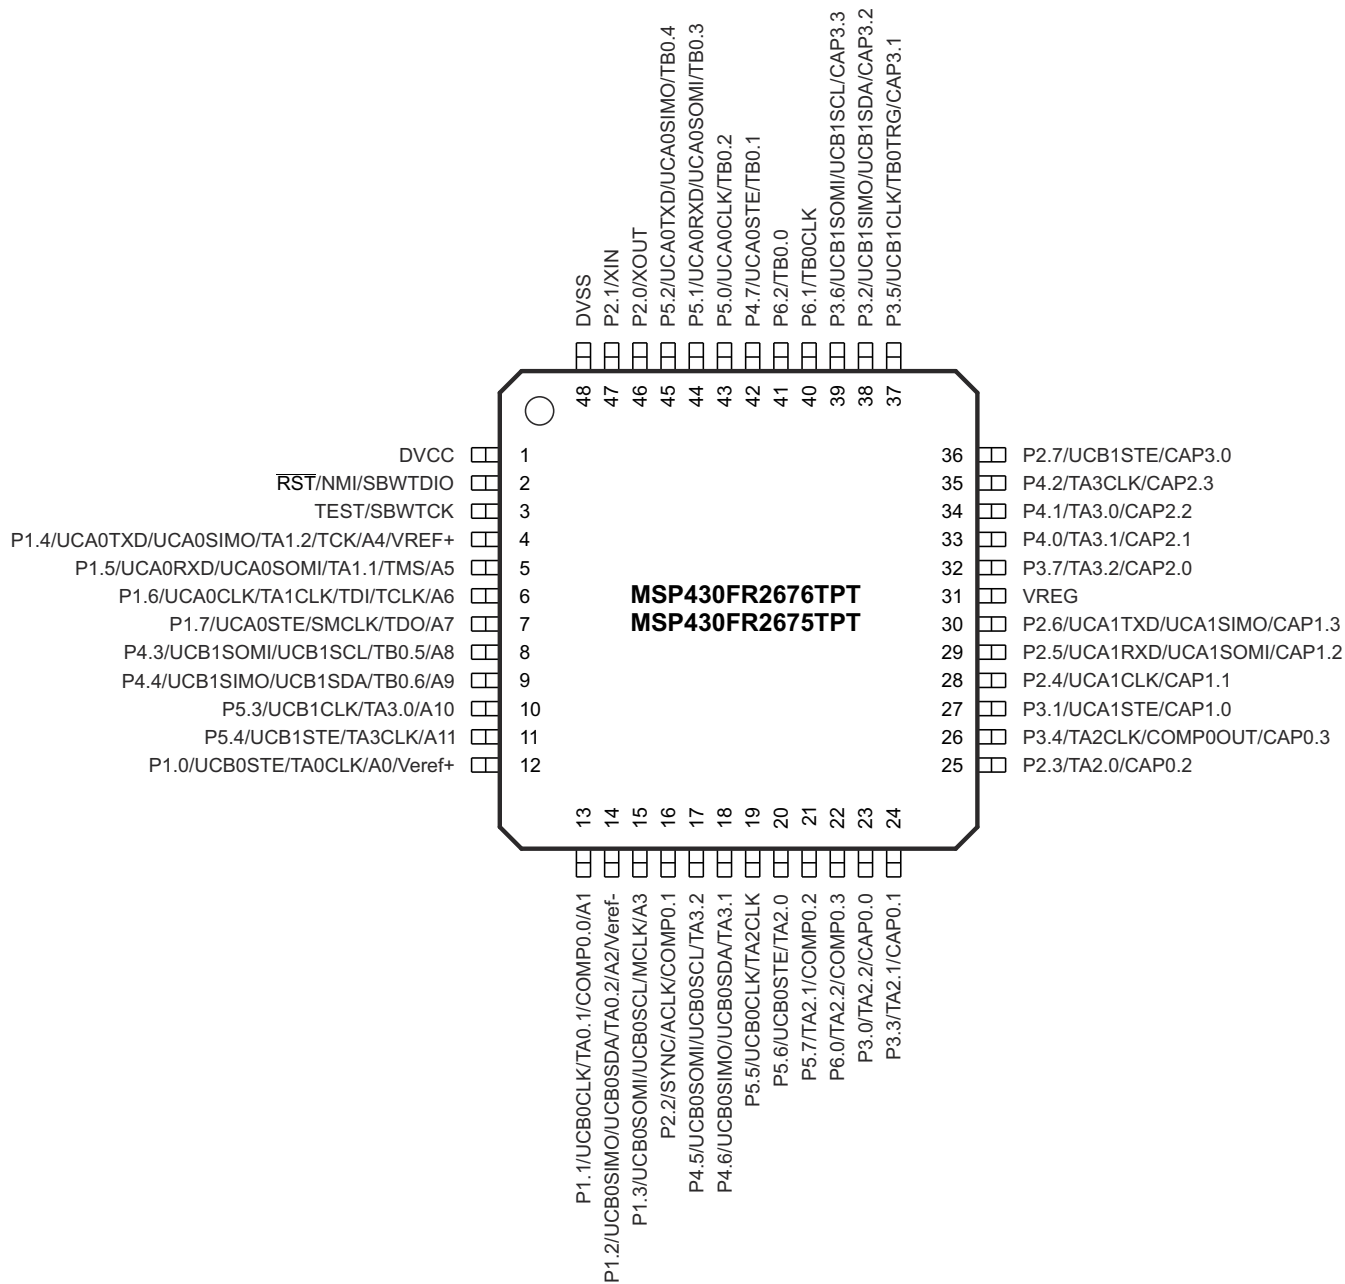 DVSS
P2.1/XIN
P2.0/XOUT
P5.2/UCA0TXD/UCA0SIMO/TB0.4
P5.1/UCA0RXD/UCA0SOMI/TB0.3
P5.0/UCA0CLK/TB0.2
P4.7/UCA0STE/TB0.1
P6.2/TB0.0
P6.1/TB0CLK
P3.6/UCB1SOMI/UCB1SCL/CAP3.3
P3.2/UCB1SIMO/UCB1SDA/CAP3.2
P3.5/UCB1CLK/TB0TRG/CAP3.1
48
47
46
45
44
43
42
41
40
39
38
37
DVCC 1
RST/NMI/SBWTDIO 2
TEST/SBWTCK 3
P1.4/UCA0TXD/UCA0SIMO/TA1.2/TCK/A4/VREF+ 4
P1.5/UCA0RXD/UCA0SOMI/TA1.1/TMS/A5 5
P1.6/UCA0CLK/TA1CLK/TDI/TCLK/A6 6
P1.7/UCA0STE/SMCLK/TDO/A7 7
P4.3/UCB1SOMI/UCB1SCL/TB0.5/A8 8
P4.4/UCB1SIMO/UCB1SDA/TB0.6/A9 9
P5.3/UCB1CLK/TA3.0/A10 10
P5.4/UCB1STE/TA3CLK/A11 11
P1.0/UCB0STE/TA0CLK/A0/Veref+ 12
MSP430FR2676TPT
MSP430FR2675TPT
36 P2.7/UCB1STE/CAP3.0
35 P4.2/TA3CLK/CAP2.3
34 P4.1/TA3.0/CAP2.2
33 P4.0/TA3.1/CAP2.1
32 P3.7/TA3.2/CAP2.0
31 VREG
30 P2.6/UCA1TXD/UCA1SIMO/CAP1.3
29 P2.5/UCA1RXD/UCA1SOMI/CAP1.2
28 P2.4/UCA1CLK/CAP1.1
27 P3.1/UCA1STE/CAP1.0
26 P3.4/TA2CLK/COMP0OUT/CAP0.3
25 P2.3/TA2.0/CAP0.2
13
14
15
16
17
18
19
20
21
22
23
24
P1.1/UCB0CLK/TA0.1/COMP0.0/A1
P1.2/UCB0SIMO/UCB0SDA/TA0.2/A2/Veref-
P1.3/UCB0SOMI/UCB0SCL/MCLK/A3
P2.2/SYNC/ACLK/COMP0.1
P4.5/UCB0SOMI/UCB0SCL/TA3.2
P4.6/UCB0SIMO/UCB0SDA/TA3.1
P5.5/UCB0CLK/TA2CLK
P5.6/UCB0STE/TA2.0
P5.7/TA2.1/COMP0.2
P6.0/TA2.2/COMP0.3
P3.0/TA2.2/CAP0.0
P3.3/TA2.1/CAP0.1